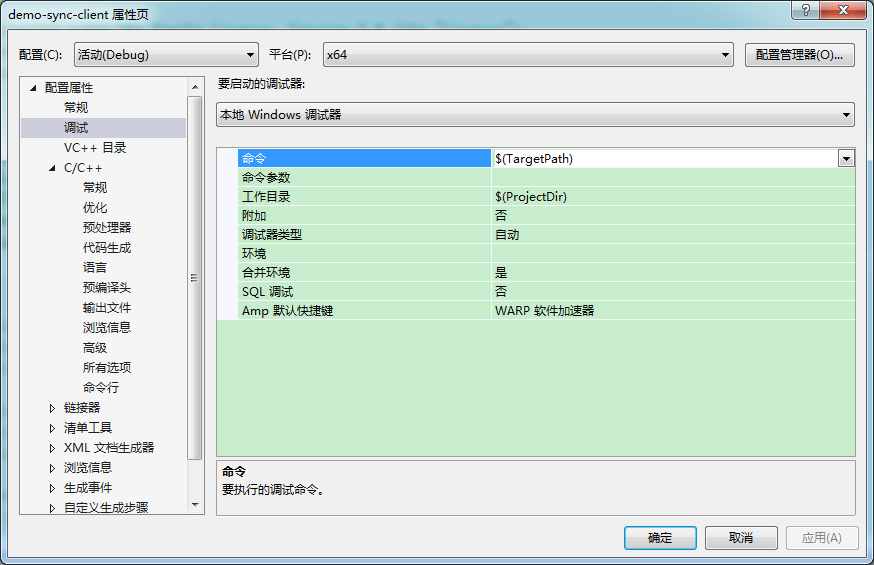 demo-sync-client 属性页
配置(C): 活动(Debug) 平台(P): x64 配置管理器(O)...
配置属性
常规
调试
VC++ 目录
C/C++
常规
优化
预处理器
代码生成
语言
预编译头
输出文件
浏览信息
高级
所有选项
命令行
链接器
清单工具
XML 文档生成器
浏览信息
生成事件
自定义生成步骤
要启动的调试器:
本地 Windows 调试器
命令 $(TargetPath)
命令参数
工作目录 $(ProjectDir)
附加 否
调试器类型 自动
环境
合并环境 是
SQL 调试 否
Amp 默认快捷键 WARP 软件加速器
命令
要执行的调试命令。
确定 取消 应用(A)